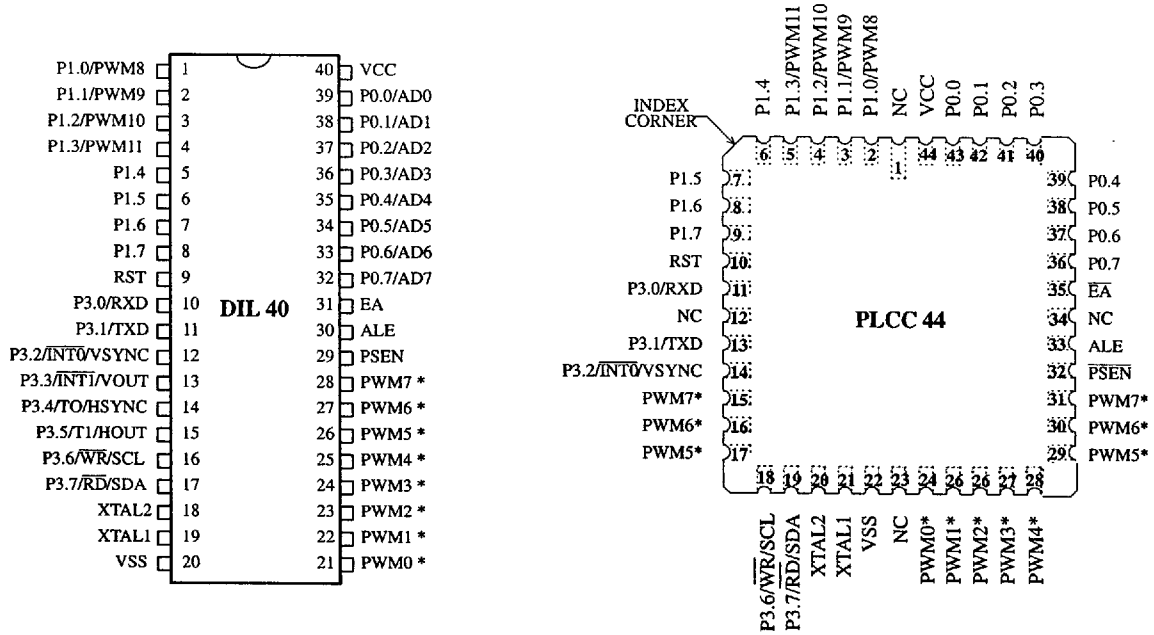 P1.0/PWM8 1 40 VCC
P1.1/PWM9 2 39 P0.0/AD0
P1.2/PWM10 3 38 P0.1/AD1
P1.3/PWM11 4 37 P0.2/AD2
P1.4 5 36 P0.3/AD3
P1.5 6 35 P0.4/AD4
P1.6 7 34 P0.5/AD5
P1.7 8 33 P0.6/AD6
RST 9 32 P0.7/AD7
P3.0/RXD 10 31 EA
P3.1/TXD 11 30 ALE
P3.2/INT0/VSYNC 12 29 PSEN
P3.3/INT1/VOUT 13 28 PWM7 *
P3.4/TO/HSYNC 14 27 PWM6 *
P3.5/T1/HOUT 15 26 PWM5 *
P3.6/WR/SCL 16 25 PWM4 *
P3.7/RD/SDA 17 24 PWM3 *
XTAL2 18 23 PWM2 *
XTAL1 19 22 PWM1 *
VSS 20 21 PWM0 *
DIL 40
INDEX
CORNER
P1.4 P1.3/PWM11 P1.2/PWM10 P1.1/PWM9 P1.0/PWM8 NC VCC P0.0 P0.1 P0.2 P0.3
6 5 4 3 2 1 44 43 42 41 40
P1.5 7 39 P0.4
P1.6 8 38 P0.5
P1.7 9 37 P0.6
RST 10 36 P0.7
P3.0/RXD 11 35 EA
NC 12 34 NC
P3.1/TXD 13 33 ALE
P3.2/INT0/VSYNC 14 32 PSEN
PWM7* 15 31 PWM7*
PWM6* 16 30 PWM6*
PWM5* 17 29 PWM5*
PLCC 44
18 19 20 21 22 23 24 26 26 27 28
P3.6/WR/SCL P3.7/RD/SDA XTAL2 XTAL1 VSS NC PWM0* PWM1* PWM2* PWM3* PWM4*